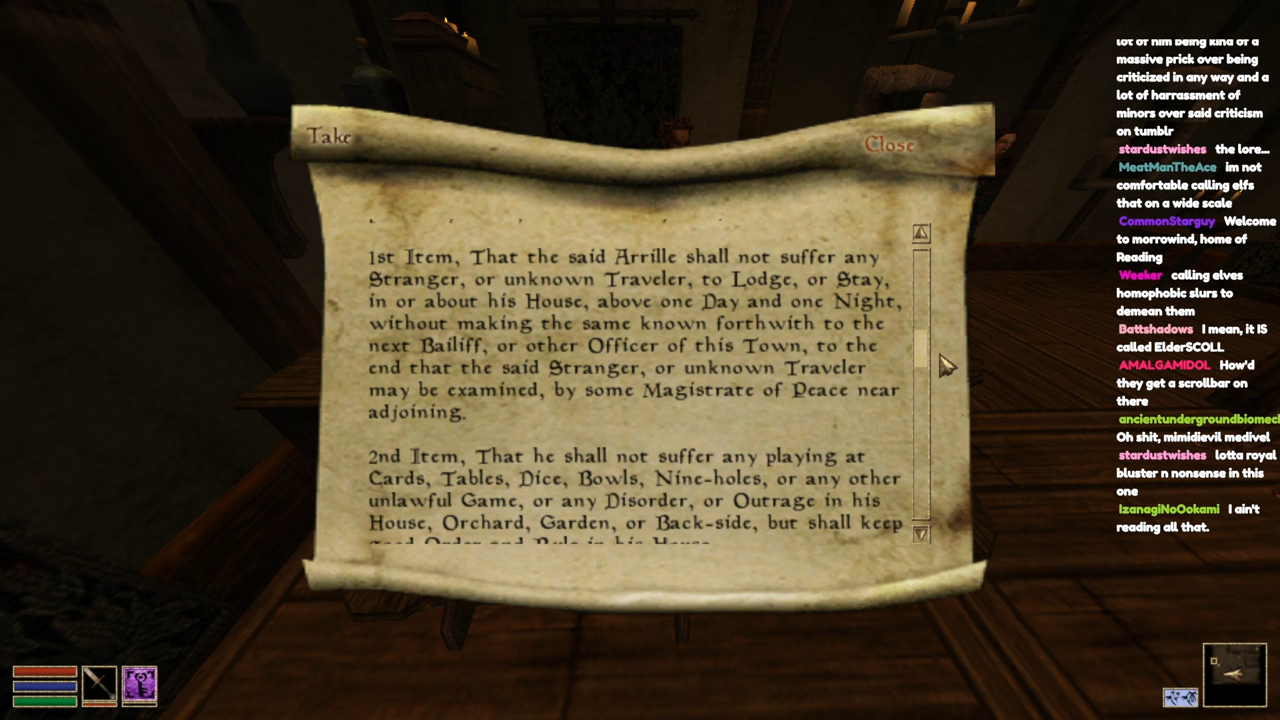 Take
Close
1st Item, That the said Arrille shall not suffer any
Stranger, or unknown Traveler, to Lodge, or Stay,
in or about his House, above one Day and one Night,
without making the same known forthwith to the
next Bailiff, or other Officer of this Town, to the
end that the said Stranger, or unknown Traveler
may be examined, by some Magistrate of Peace near
adjoining.
2nd Item, That he shall not suffer any playing at
Cards, Tables, Dice, Bowls, Nine-holes, or any other
unlawful Game, or any Disorder, or Outrage in his
House, Orchard, Garden, or Back-side, but shall keep
good Order and Rule in his House.
lot of him being kind of a
massive prick over being
criticized in any way and a
lot of harrassment of
minors over said criticism
on tumblr
stardustwishes the lore...
MeatManTheAce im not
comfortable calling elfs
that on a wide scale
CommonStarguy Welcome
to morrowind, home of
Reading
Weeker calling elves
homophobic slurs to
demean them
Battshadows I mean, it IS
called ElderSCOLL
AMALGAMIDOL How'd
they get a scrollbar on
there
ancientundergroundbiomec
Oh shit, mimidievil medivel
stardustwishes lotta royal
bluster n nonsense in this
one
IzanagiNoOokami I ain't
reading all that.